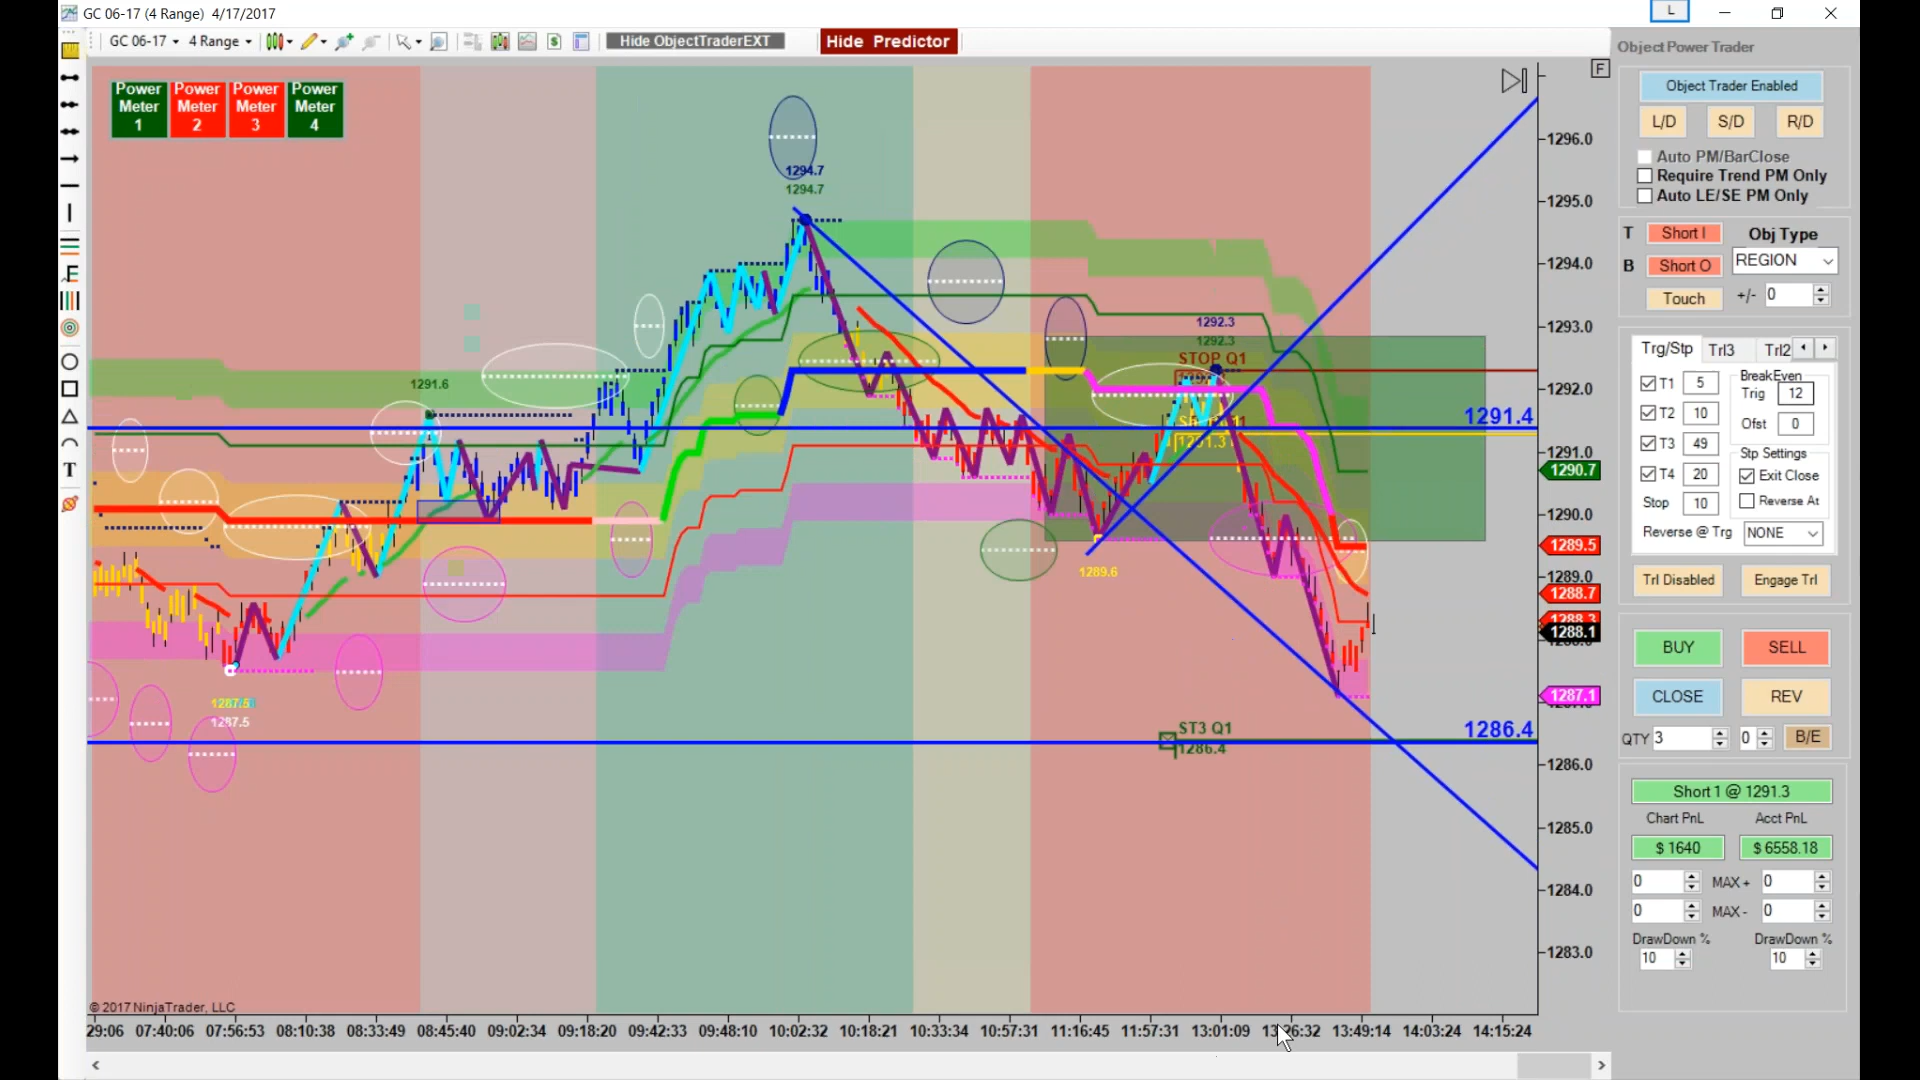 GC 06-17 (4 Range) 4/17/2017
L
GC 06-17 4 Range Hide ObjectTraderEXT Hide Predictor
F
Power Meter 1
Power Meter 2
Power Meter 3
Power Meter 4
1294.7
1294.7
1291.6
1292.3
1292.3
STOP Q1
1291.3
1289.6
1287.5
1287.5
ST3 Q1
1286.4
1291.4
1286.4
1296.0
1295.0
1294.0
1293.0
1292.0
1291.0
1290.7
1290.0
1289.5
1289.0
1288.7
1288.3
1288.1
1287.1
1286.0
1285.0
1284.0
1283.0
© 2017 NinjaTrader, LLC
29:06 07:40:06 07:56:53 08:10:38 08:33:49 08:45:40 09:02:34 09:18:20 09:42:33 09:48:10 10:02:32 10:18:21 10:33:34 10:57:31 11:16:45 11:57:31 13:01:09 13:26:32 13:49:14 14:03:24 14:15:24
Object Power Trader
Object Trader Enabled
L/D S/D R/D
Auto PM/BarClose
Require Trend PM Only
Auto LE/SE PM Only
T Short I Obj Type
B Short O REGION
Touch +/- 0
Trg/Stp Trl3 Trl2
T1 5
T2 10
T3 49
T4 20
Stop 10
BreakEven
Trig 12
Ofst 0
Stp Settings
Exit Close
Reverse At
Reverse @ Trg NONE
Trl Disabled Engage Trl
BUY SELL
CLOSE REV
QTY 3 0 B/E
Short 1 @ 1291.3
Chart PnL Acct PnL
$ 1640 $ 6558.18
0 MAX + 0
0 MAX - 0
DrawDown % DrawDown %
10 10